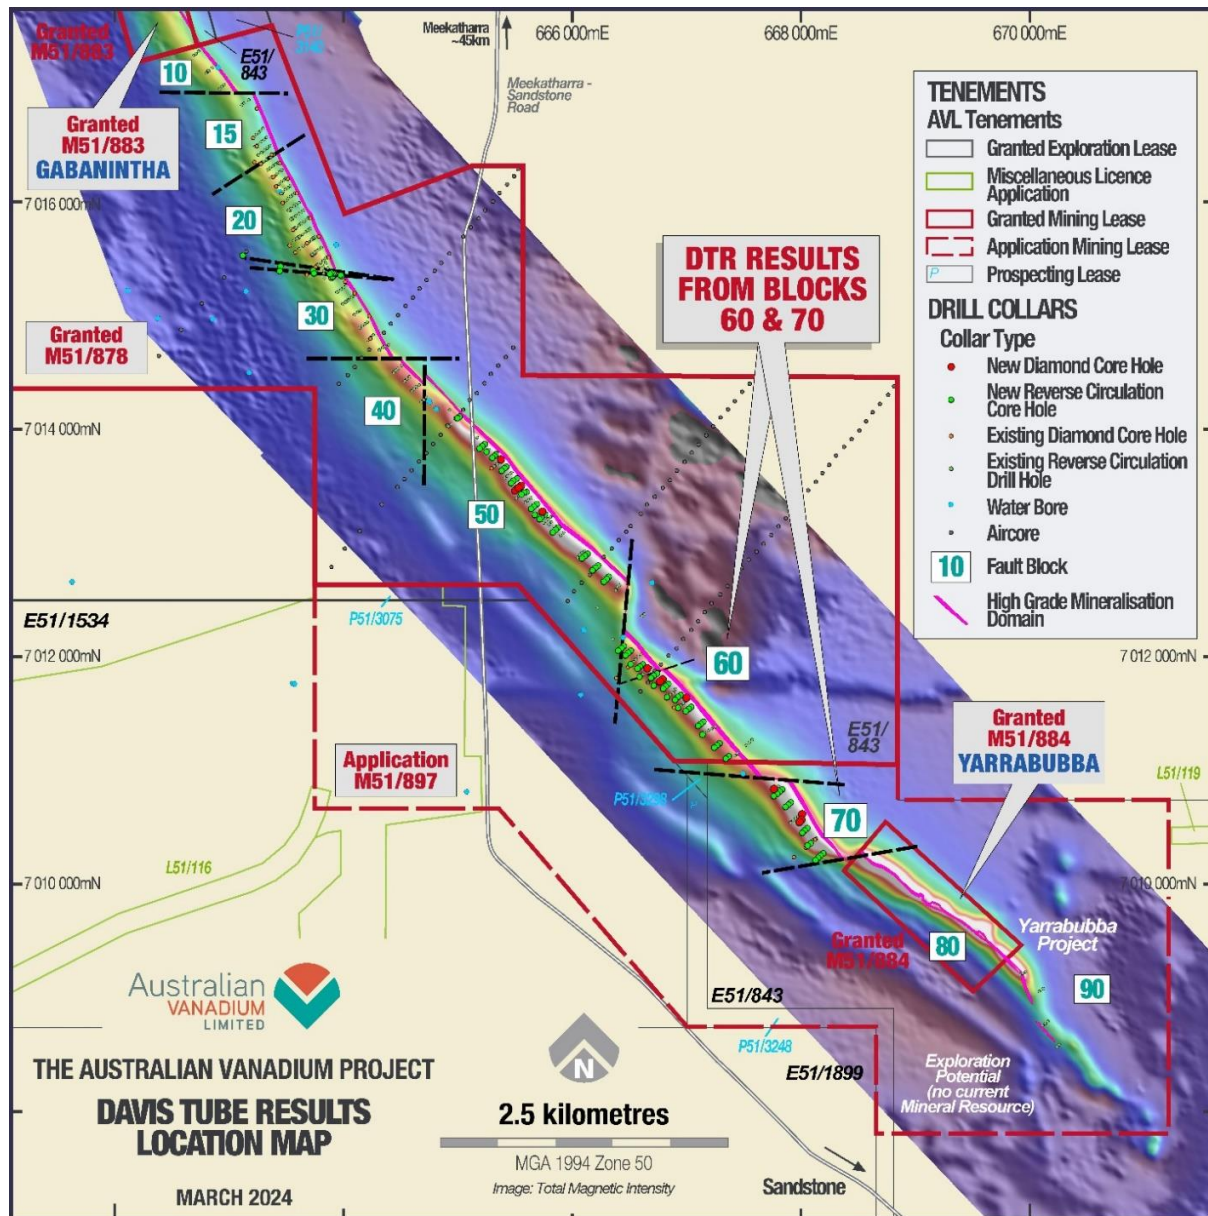 Granted
M51/883
P51/
3140
E51/
843
Meekatharra
~45km
Meekatharra -
Sandstone
Road
666 000mE
668 000mE
670 000mE
10
Granted
M51/883
GABANINTHA
15
20
7 016 000mN
30
Granted
M51/878
40
7 014 000mN
50
DTR RESULTS
FROM BLOCKS
60 & 70
TENEMENTS
AVL Tenements
Granted Exploration Lease
Miscellaneous Licence
Application
Granted Mining Lease
Application Mining Lease
P
Prospecting Lease
DRILL COLLARS
Collar Type
New Diamond Core Hole
New Reverse Circulation
Core Hole
Existing Diamond Core Hole
Existing Reverse Circulation
Drill Hole
Water Bore
Aircore
10
Fault Block
High Grade Mineralisation
Domain
E51/1534
P51/3075
7 012 000mN
60
7 012 000mN
E51/
843
Granted
M51/884
YARRABUBBA
Application
M51/897
P51/3298
70
L51/119
L51/116
7 010 000mN
7 010 000mN
Granted
M51/884
80
Yarrabubba
Project
90
E51/843
P51/3248
E51/1899
Exploration
Potential
(no current
Mineral Resource)
Australian
VANADIUM
LIMITED
THE AUSTRALIAN VANADIUM PROJECT
DAVIS TUBE RESULTS
LOCATION MAP
MARCH 2024
N
2.5 kilometres
MGA 1994 Zone 50
Image: Total Magnetic Intensity
Sandstone